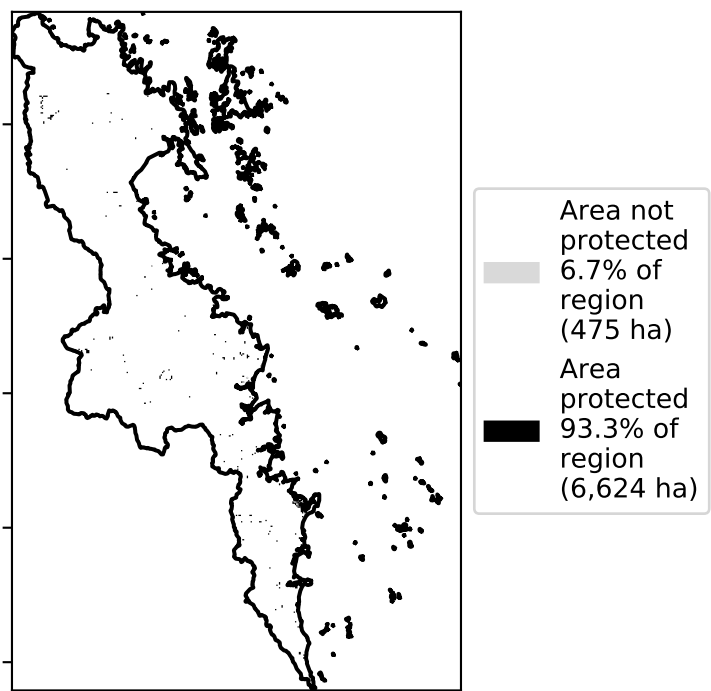 Area not
protected
6.7% of
region
(475 ha)
Area
protected
93.3% of
region
(6,624 ha)